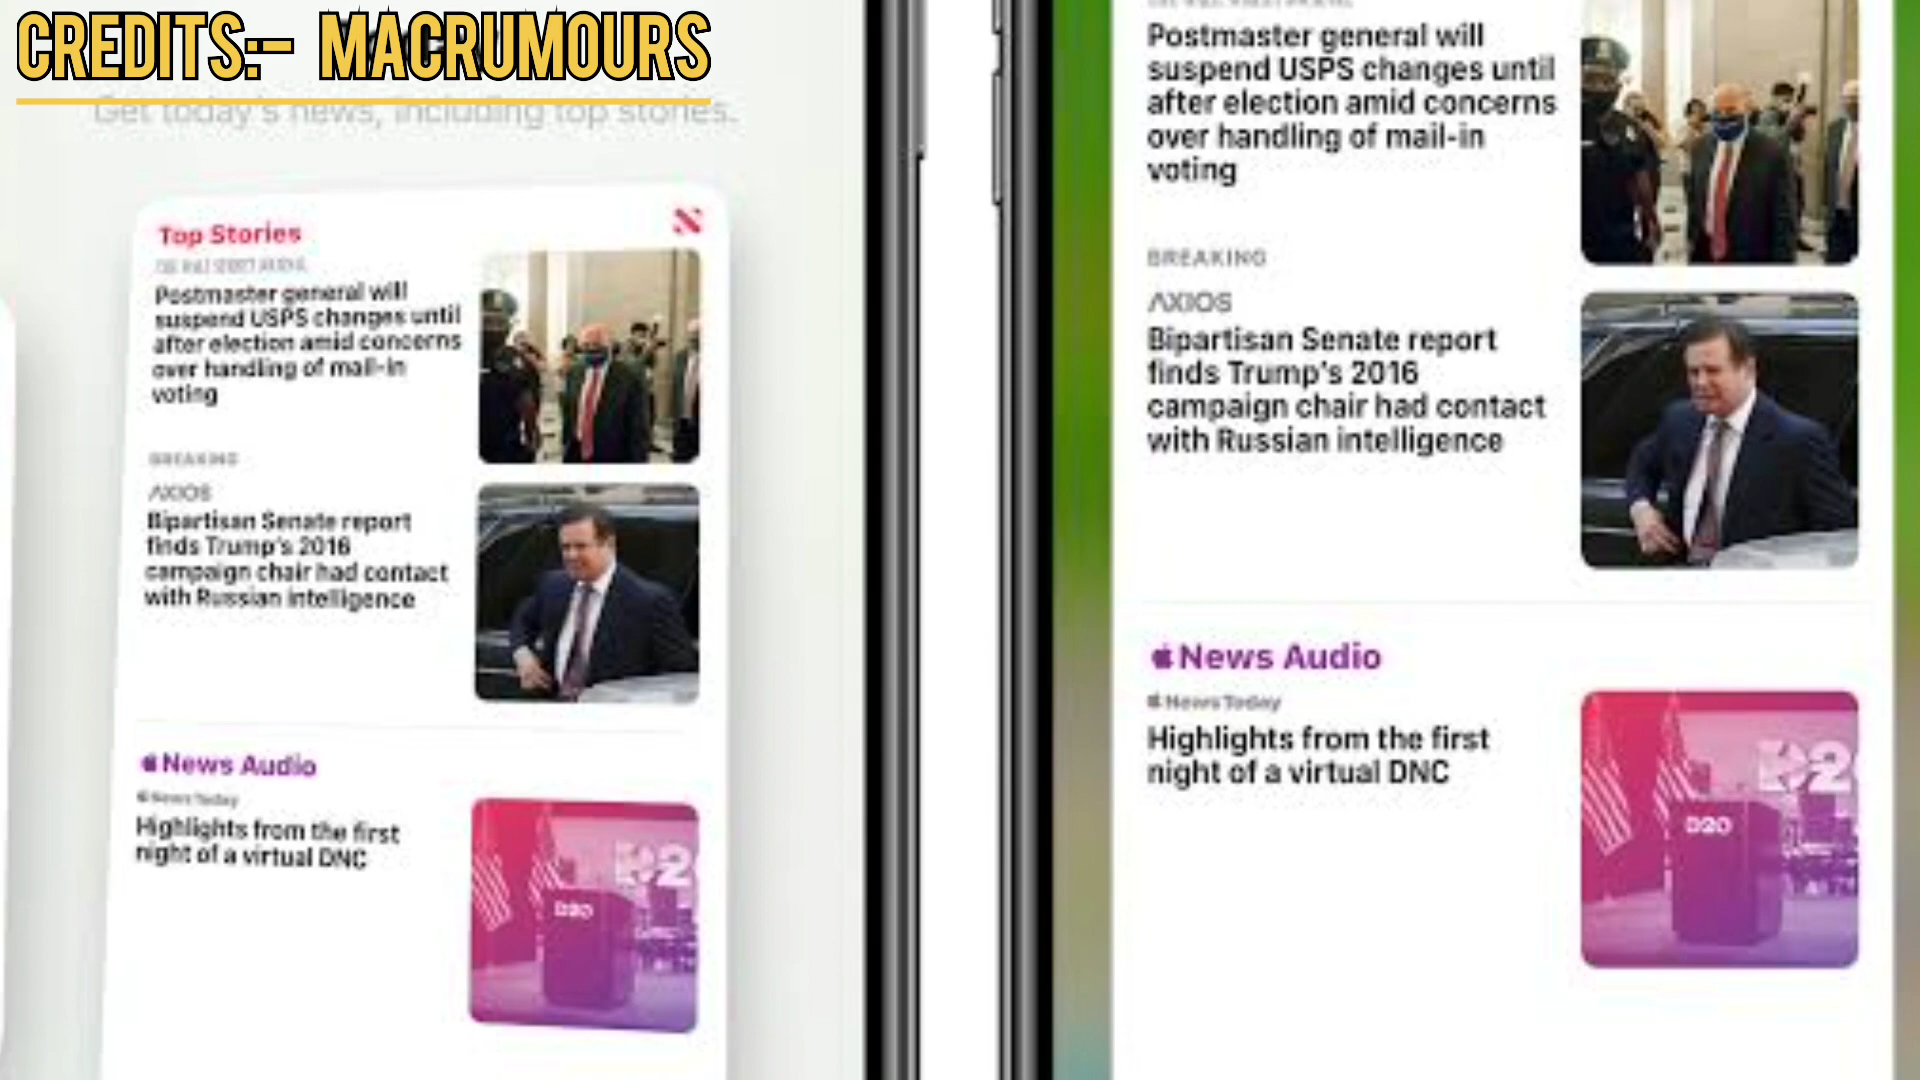 CREDITS:- MACRUMOURS
Get today's news, including top stories.
Top Stories
Postmaster general will
suspend USPS changes until
after election amid concerns
over handling of mail-in
voting
BREAKING
AXIOS
Bipartisan Senate report
finds Trump's 2016
campaign chair had contact
with Russian intelligence
News Audio
News Today
Highlights from the first
night of a virtual DNC
D20
Postmaster general will
suspend USPS changes until
after election amid concerns
over handling of mail-in
voting
BREAKING
AXIOS
Bipartisan Senate report
finds Trump's 2016
campaign chair had contact
with Russian intelligence
News Audio
News Today
Highlights from the first
night of a virtual DNC
D20